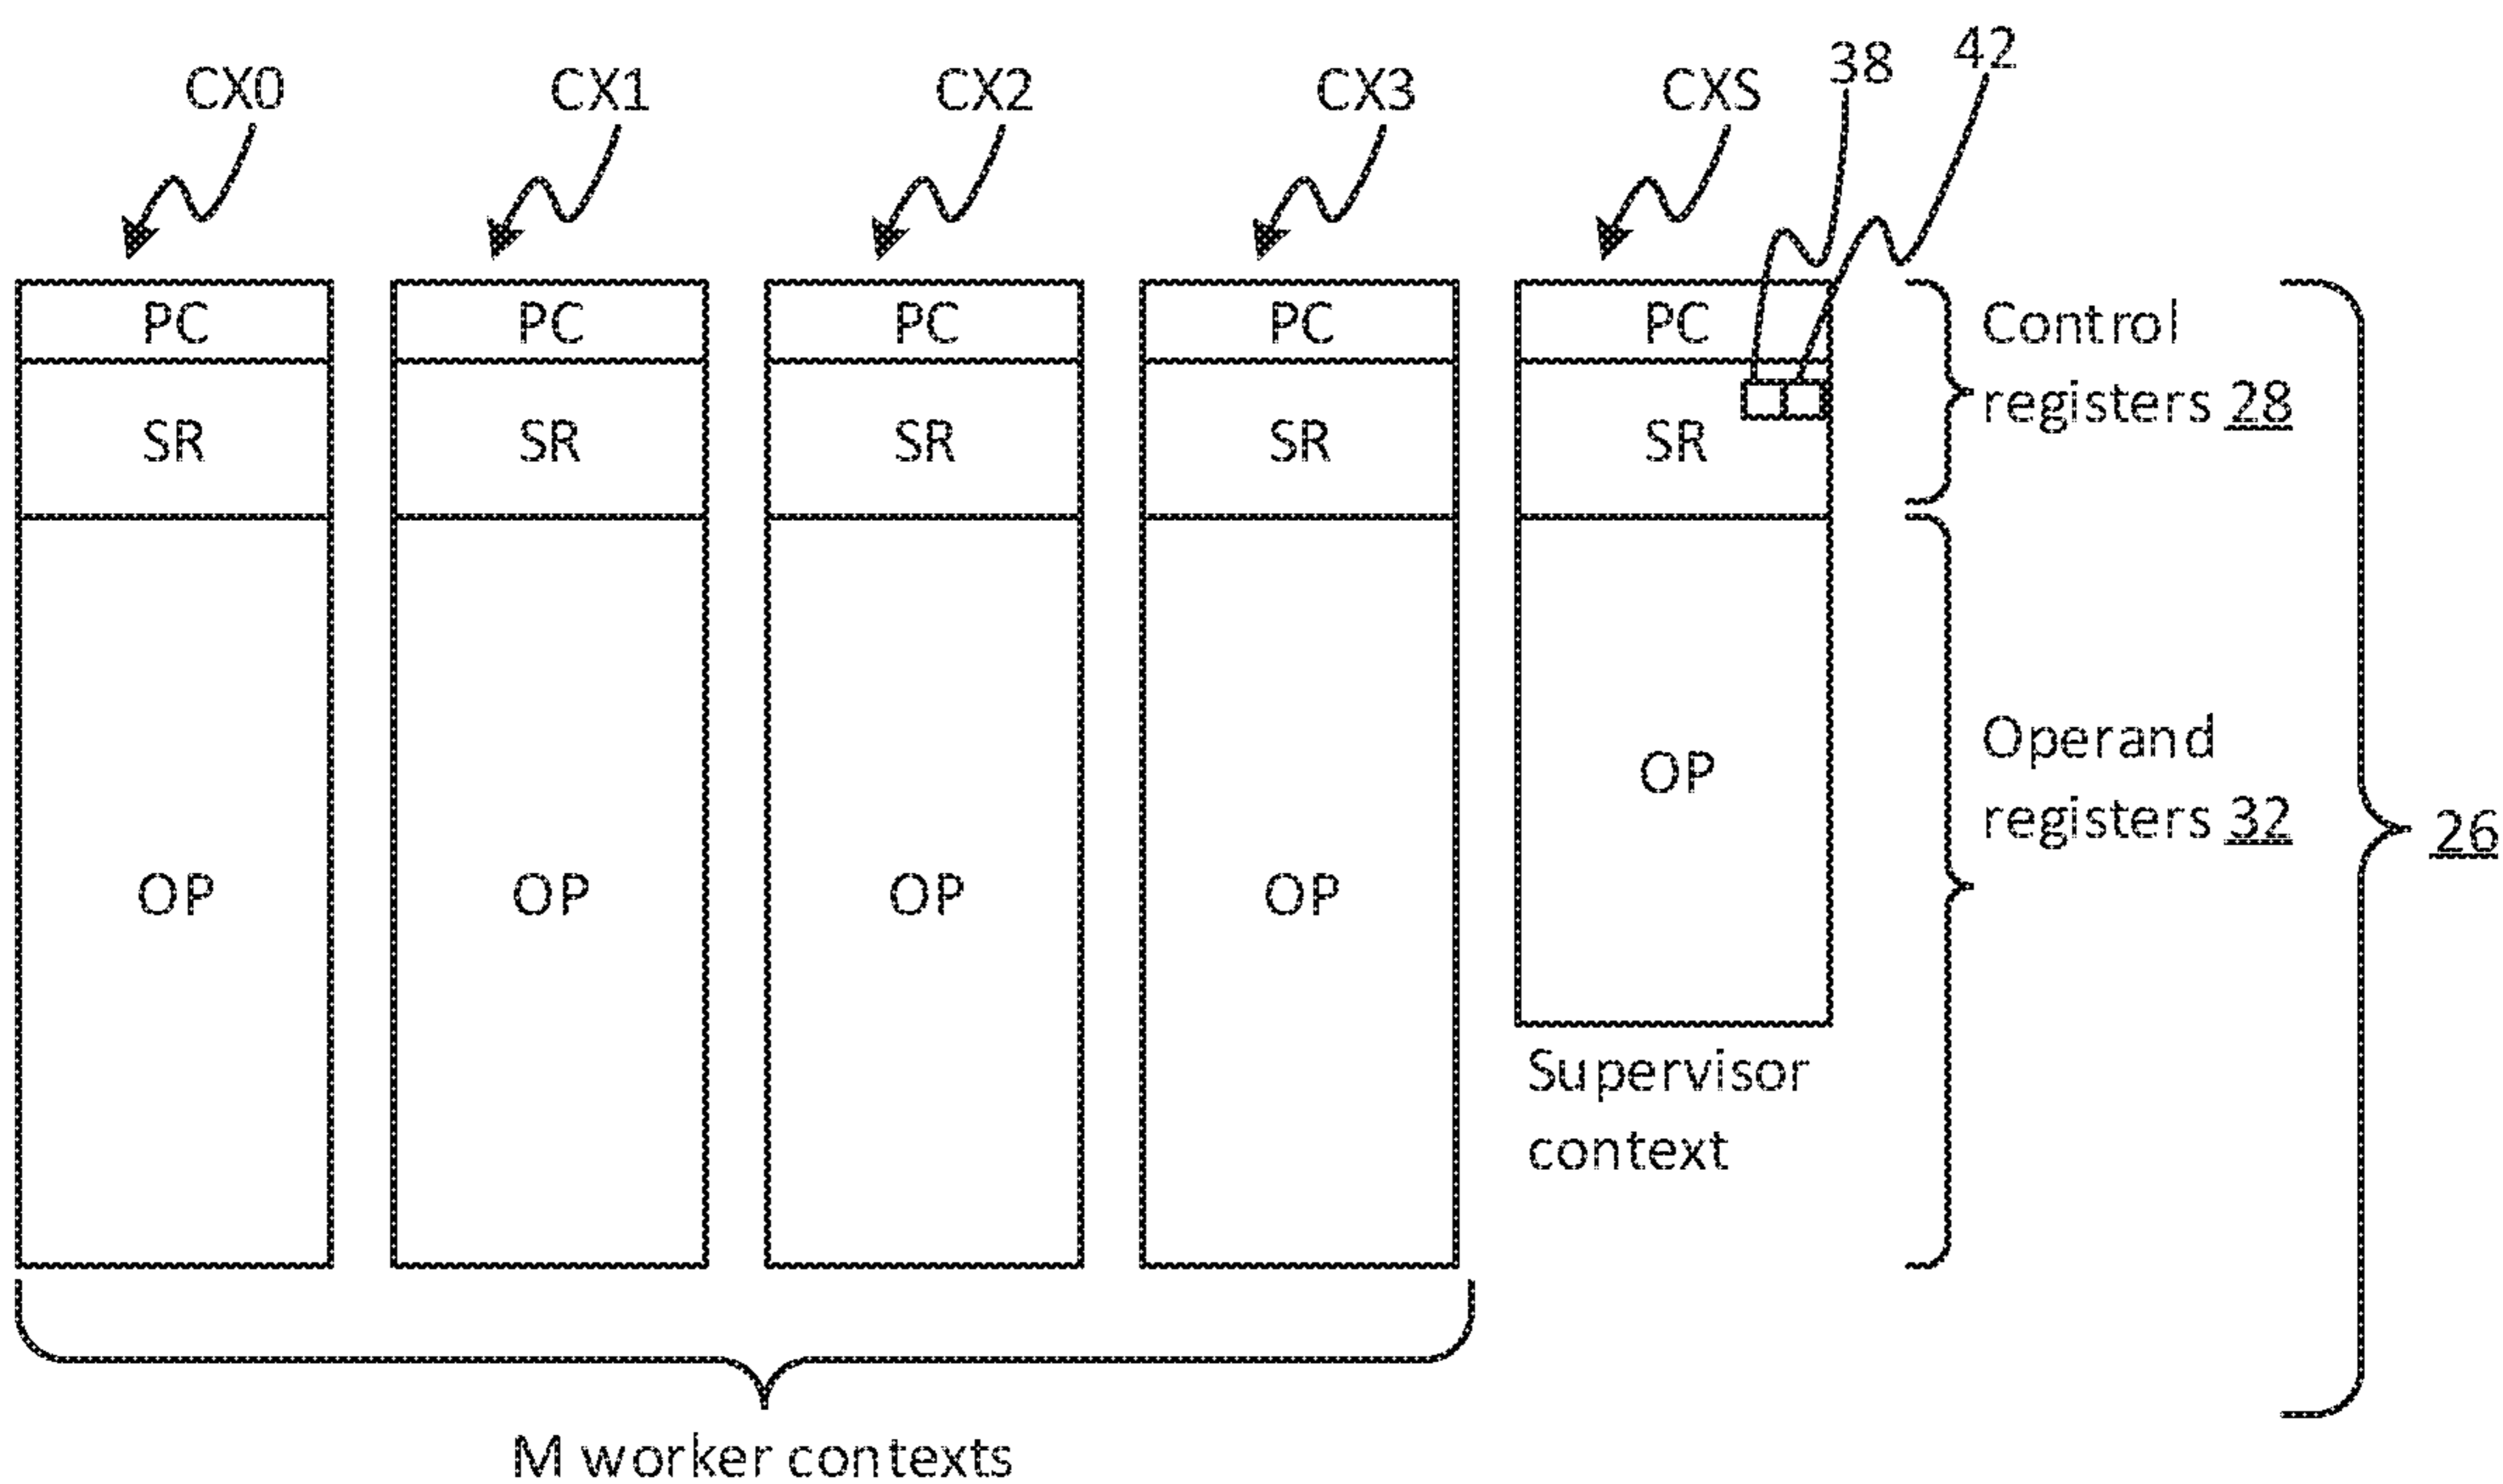 CX0 CX1 CX2 CX3 CXS 38 42
PC PC PC PC PC Control
registers 28
SR SR SR SR SR
Operand
registers 32
OP
26
OP OP OP OP
Supervisor
context
M worker contexts